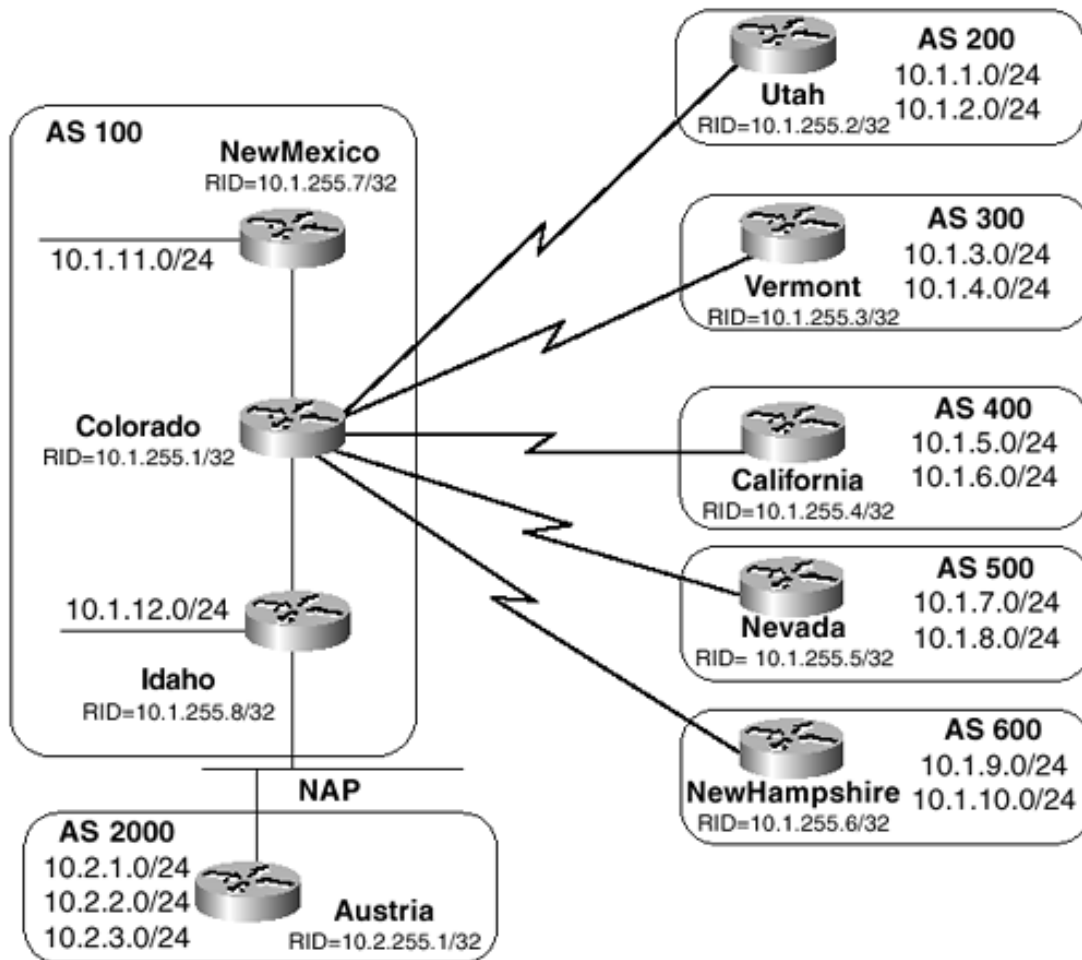 AS 100
NewMexico
RID=10.1.255.7/32
10.1.11.0/24
Colorado
RID=10.1.255.1/32
10.1.12.0/24
Idaho
RID=10.1.255.8/32
NAP
AS 2000
10.2.1.0/24
10.2.2.0/24
10.2.3.0/24
Austria
RID=10.2.255.1/32
AS 200
10.1.1.0/24
10.1.2.0/24
Utah
RID=10.1.255.2/32
AS 300
10.1.3.0/24
10.1.4.0/24
Vermont
RID=10.1.255.3/32
AS 400
10.1.5.0/24
10.1.6.0/24
California
RID=10.1.255.4/32
AS 500
10.1.7.0/24
10.1.8.0/24
Nevada
RID= 10.1.255.5/32
AS 600
10.1.9.0/24
10.1.10.0/24
NewHampshire
RID=10.1.255.6/32